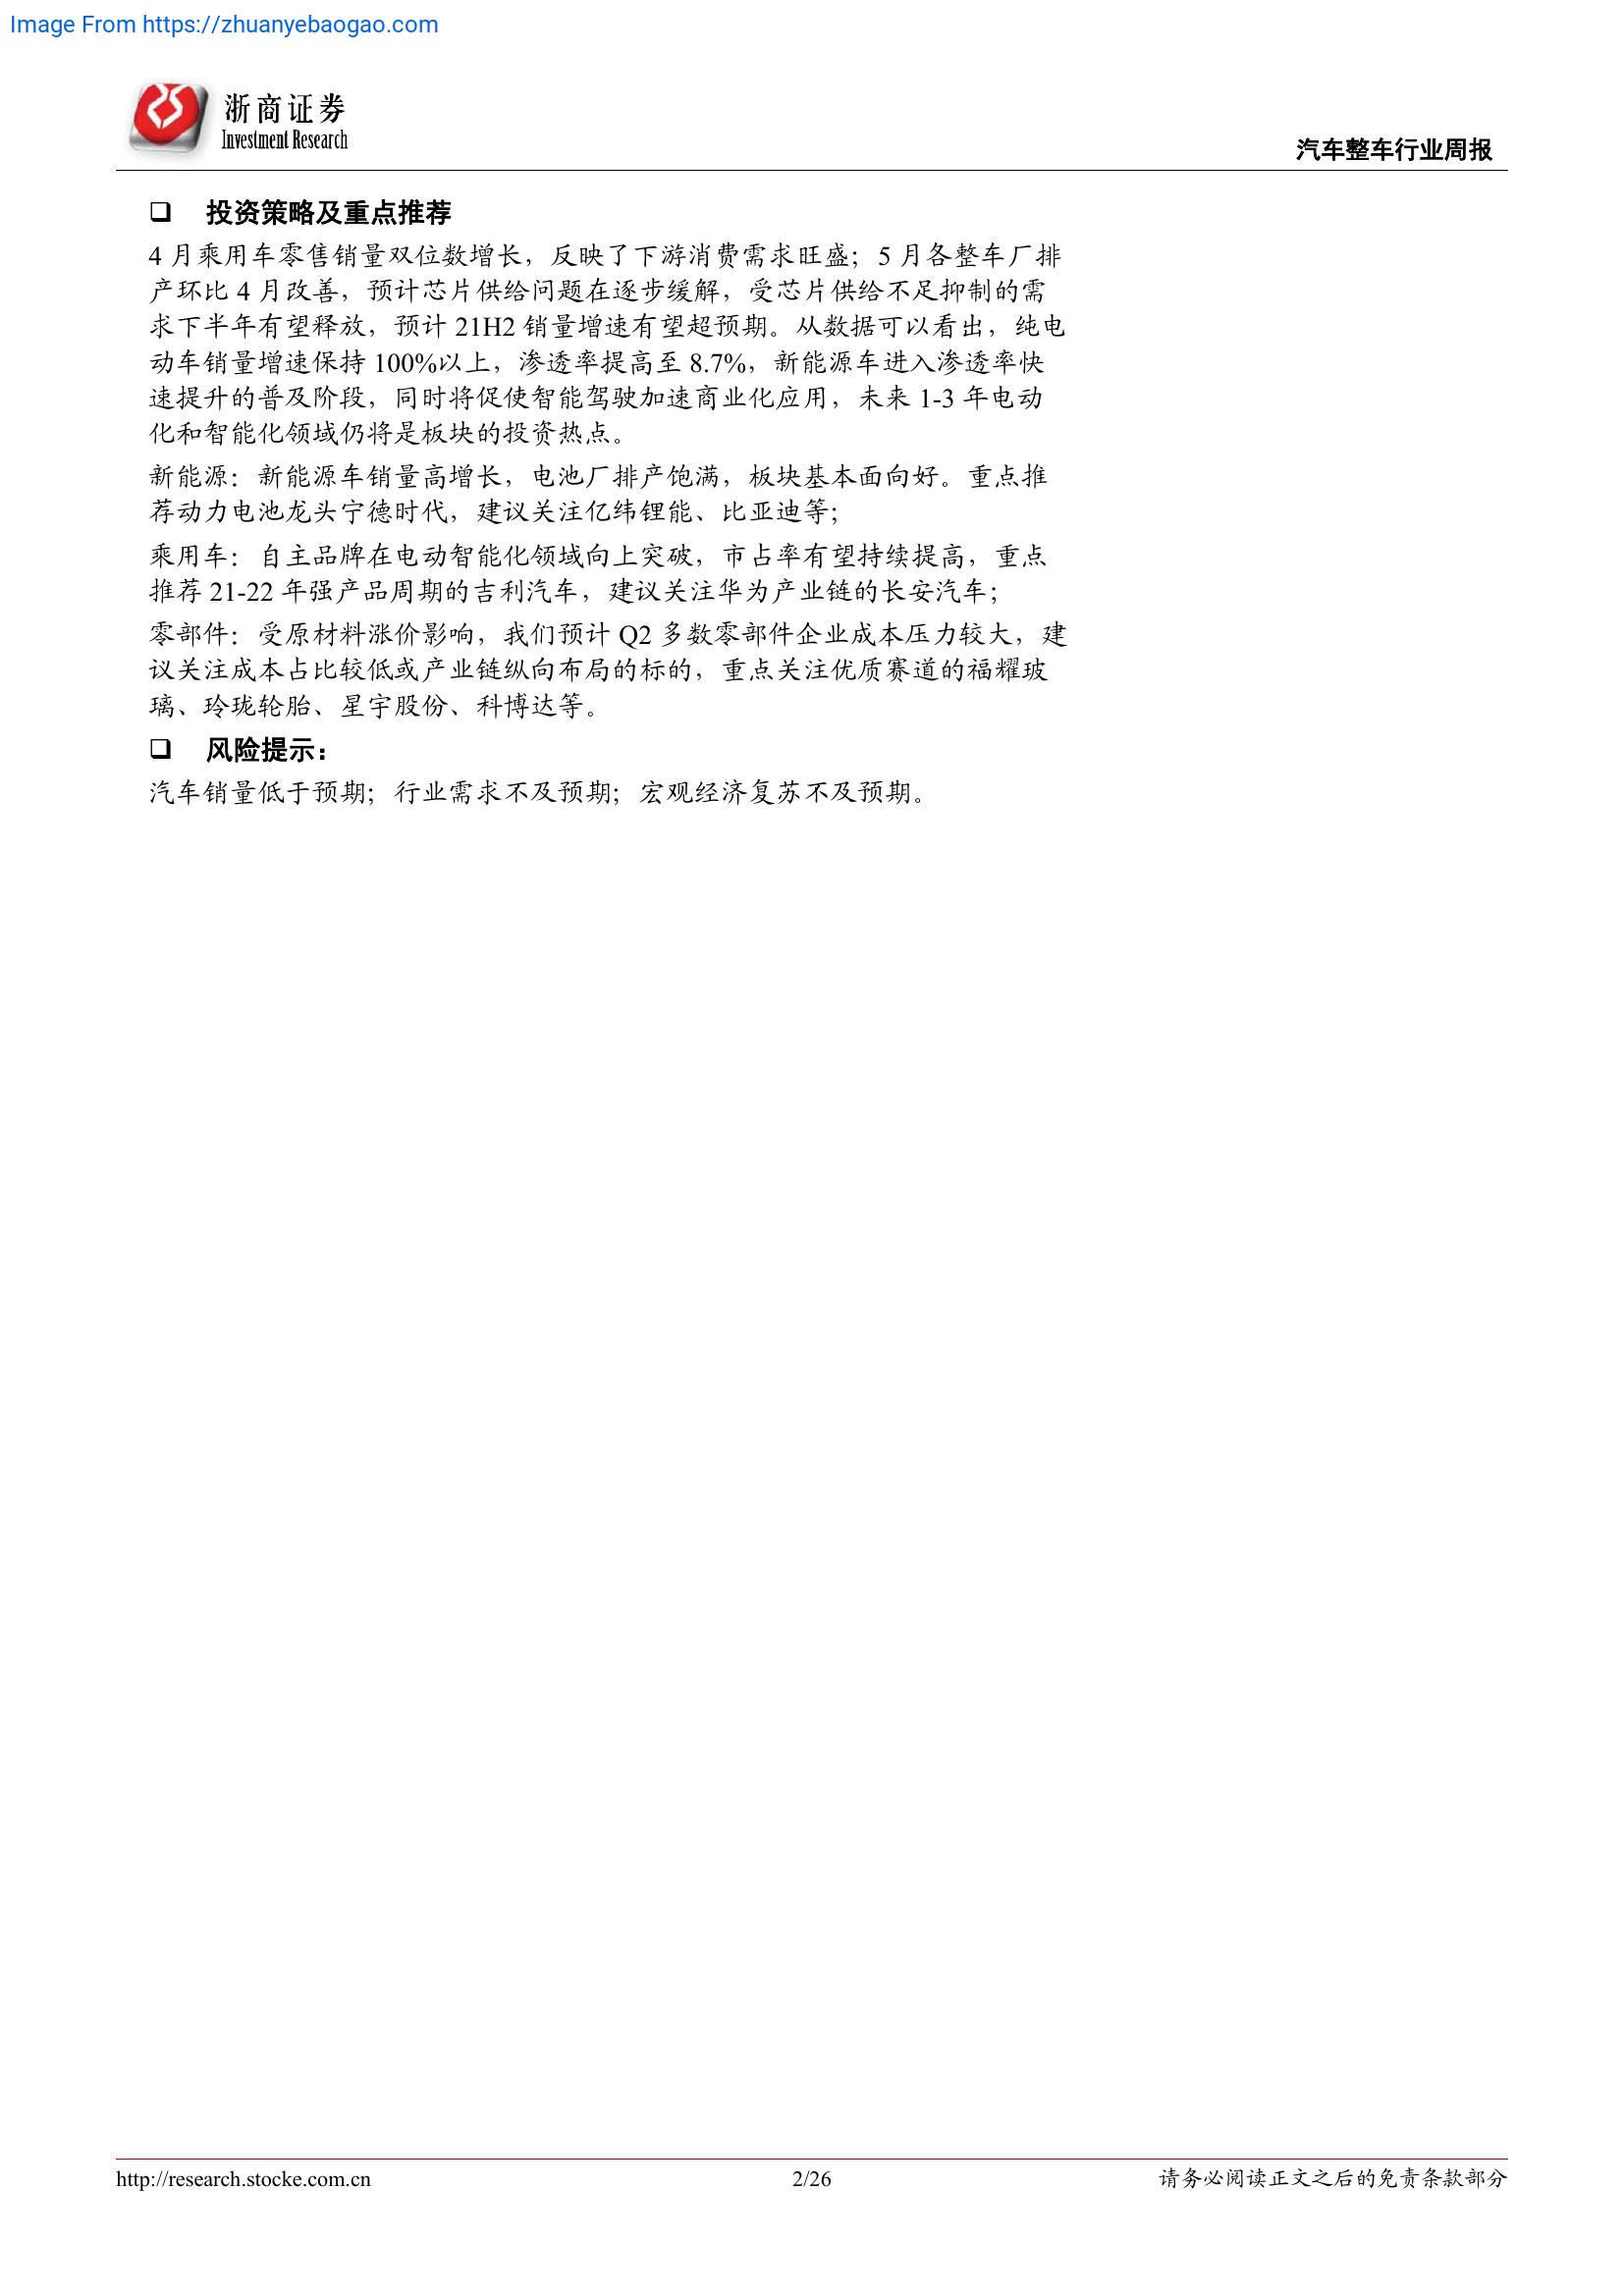 Image From https://zhuanyebaogao.com
浙商证券
Investment Research
汽车整车行业周报
❑ 投资策略及重点推荐
4 月乘用车零售销量双位数增长，反映了下游消费需求旺盛；5 月各整车厂排
产环比 4 月改善，预计芯片供给问题在逐步缓解，受芯片供给不足抑制的需
求下半年有望释放，预计 21H2 销量增速有望超预期。从数据可以看出，纯电
动车销量增速保持 100%以上，渗透率提高至 8.7%，新能源车进入渗透率快
速提升的普及阶段，同时将促使智能驾驶加速商业化应用，未来 1-3 年电动
化和智能化领域仍将是板块的投资热点。
新能源：新能源车销量高增长，电池厂排产饱满，板块基本面向好。重点推
荐动力电池龙头宁德时代，建议关注亿纬锂能、比亚迪等；
乘用车：自主品牌在电动智能化领域向上突破，市占率有望持续提高，重点
推荐 21-22 年强产品周期的吉利汽车，建议关注华为产业链的长安汽车；
零部件：受原材料涨价影响，我们预计 Q2 多数零部件企业成本压力较大，建
议关注成本占比较低或产业链纵向布局的标的，重点关注优质赛道的福耀玻
璃、玲珑轮胎、星宇股份、科博达等。
❑ 风险提示：
汽车销量低于预期；行业需求不及预期；宏观经济复苏不及预期。
http://research.stocke.com.cn
2/26
请务必阅读正文之后的免责条款部分